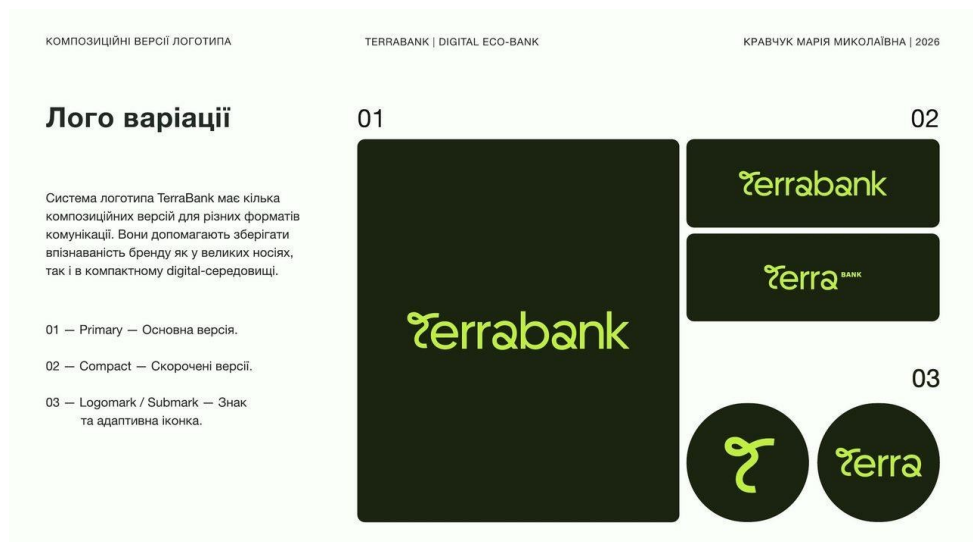 КОМПОЗИЦІЙНІ ВЕРСІЇ ЛОГОТИПА
TERRABANK | DIGITAL ECO-BANK
КРАВЧУК МАРІЯ МИКОЛАЇВНА | 2026
Лого варіації
Система логотипа TerraBank має кілька
композиційних версій для різних форматів
комунікації. Вони допомагають зберігати
впізнаваність бренду як у великих носіях,
так і в компактному digital-середовищі.
01 — Primary — Основна версія.
02 — Compact — Скорочені версії.
03 — Logomark / Submark — Знак
та адаптивна іконка.
01
Terrabank
02
Terrabank
Terra BANK
03
T
Terra